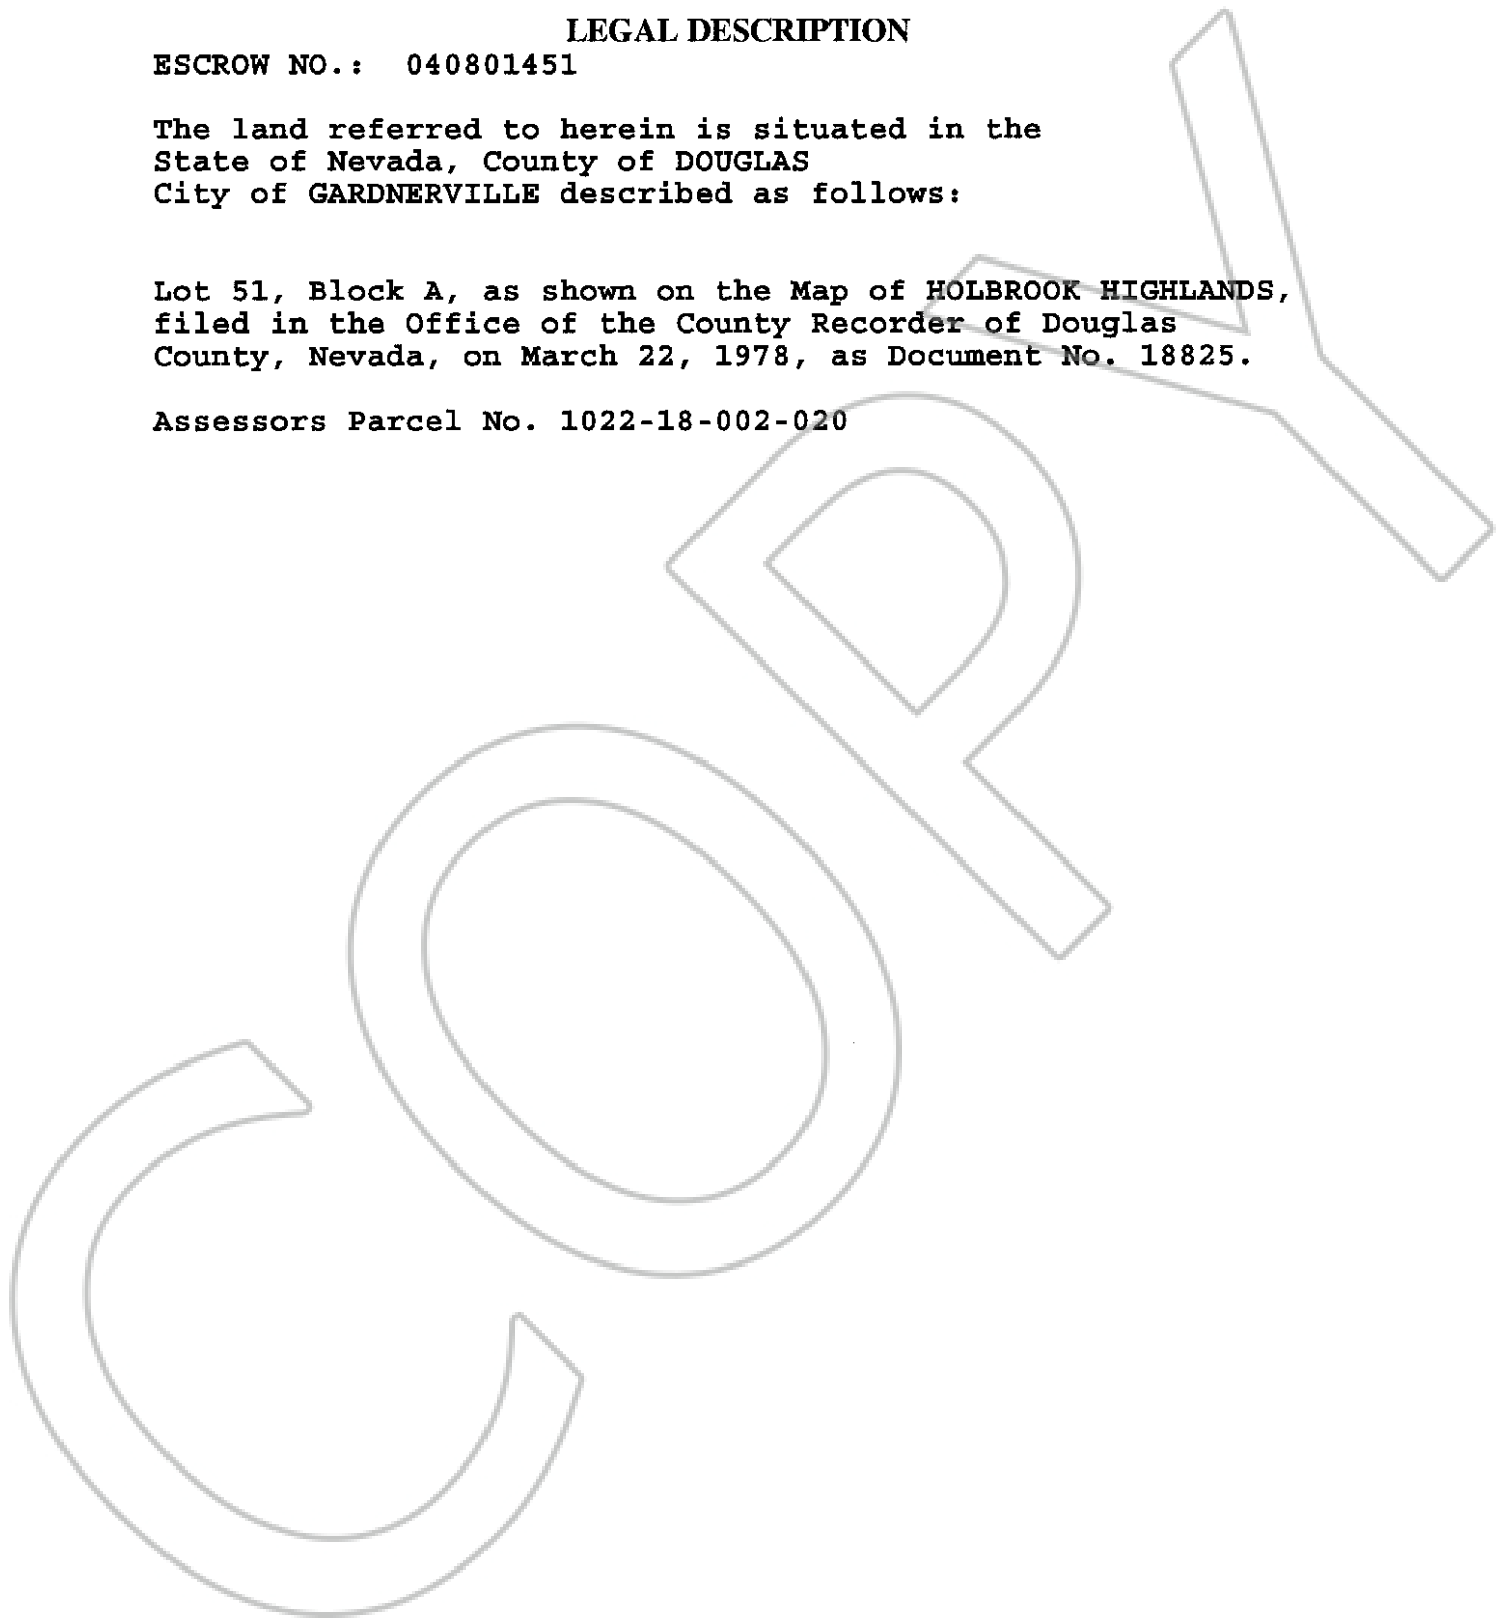 LEGAL DESCRIPTION
ESCROW NO.: 040801451
The land referred to herein is situated in the
State of Nevada, County of DOUGLAS
City of GARDNERVILLE described as follows:
Lot 51, Block A, as shown on the Map of HOLBROOK HIGHLANDS,
filed in the Office of the County Recorder of Douglas
County, Nevada, on March 22, 1978, as Document No. 18825.
Assessors Parcel No. 1022-18-002-020
COPY